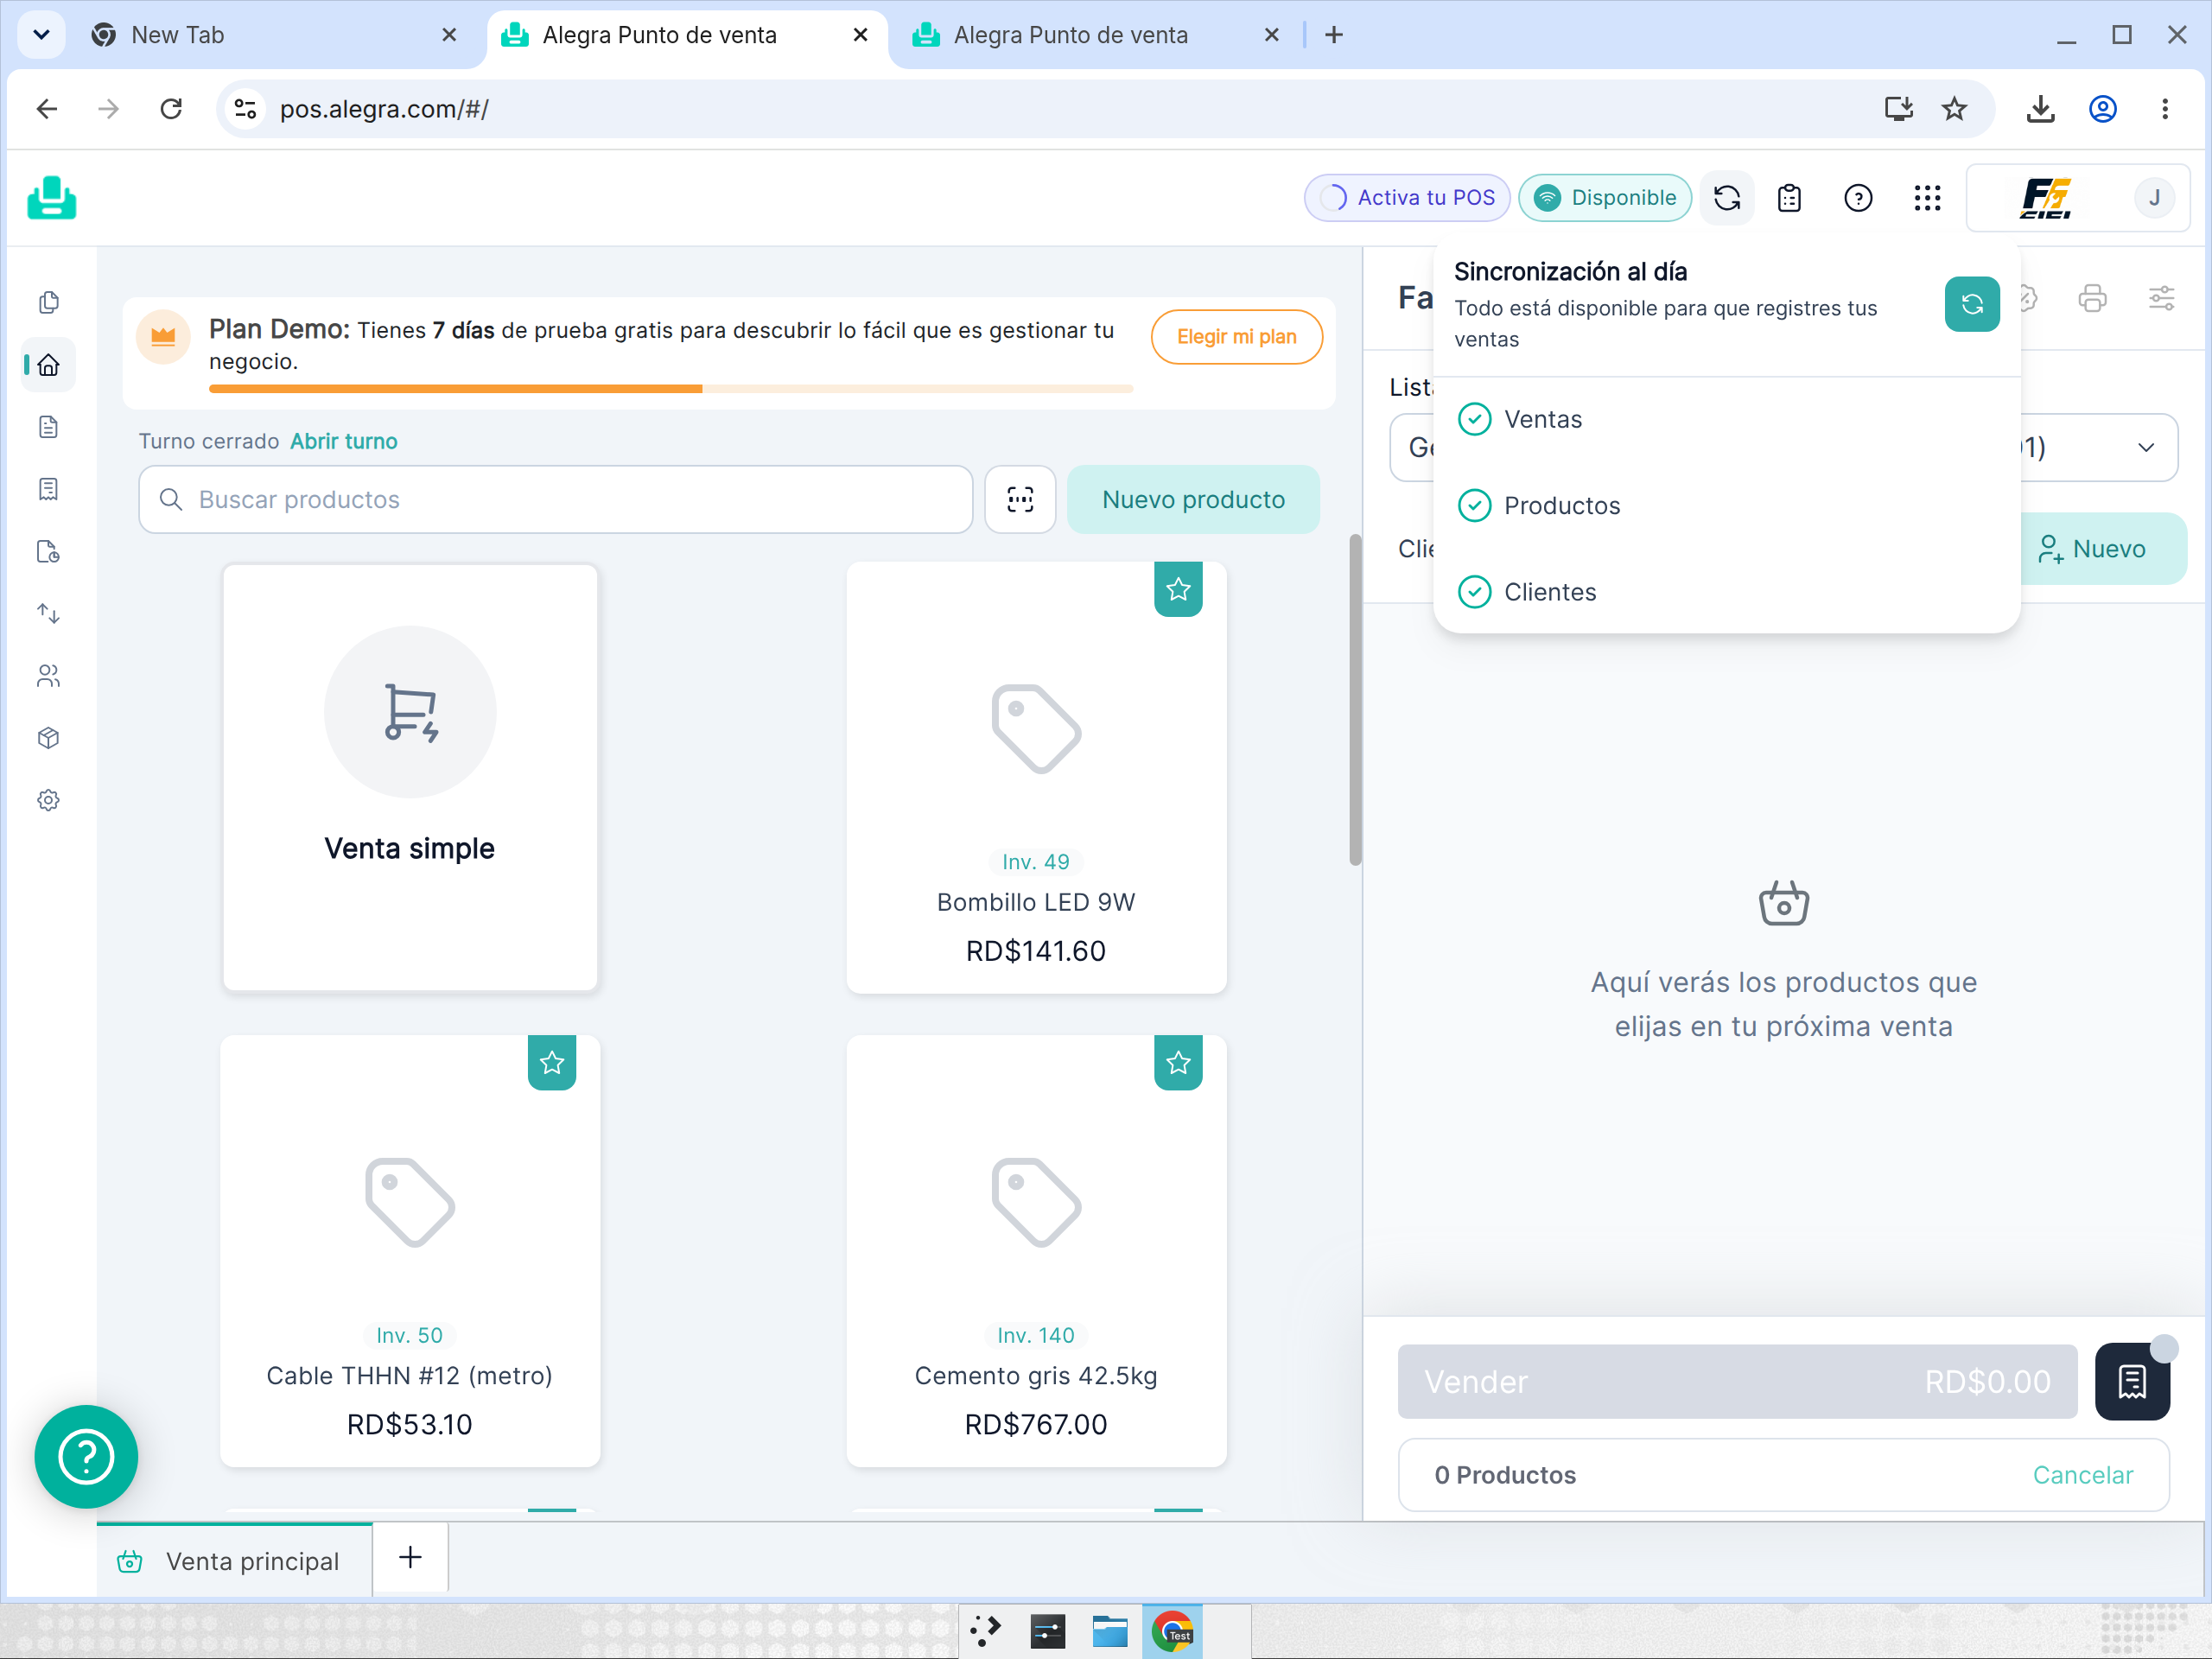 New Tab
Alegra Punto de venta
Alegra Punto de venta
pos.alegra.com/#/
Activa tu POS
Disponible
J
Sincronización al día
Todo está disponible para que registres tus
ventas
Ventas
Productos
Clientes
Plan Demo: Tienes 7 días de prueba gratis para descubrir lo fácil que es gestionar tu
negocio.
Elegir mi plan
Turno cerrado Abrir turno
Buscar productos
Nuevo producto
Venta simple
Inv. 49
Bombillo LED 9W
RD$141.60
Inv. 50
Cable THHN #12 (metro)
RD$53.10
Inv. 140
Cemento gris 42.5kg
RD$767.00
Nuevo
Aquí verás los productos que
elijas en tu próxima venta
Vender RD$0.00
0 Productos Cancelar
Venta principal
Test